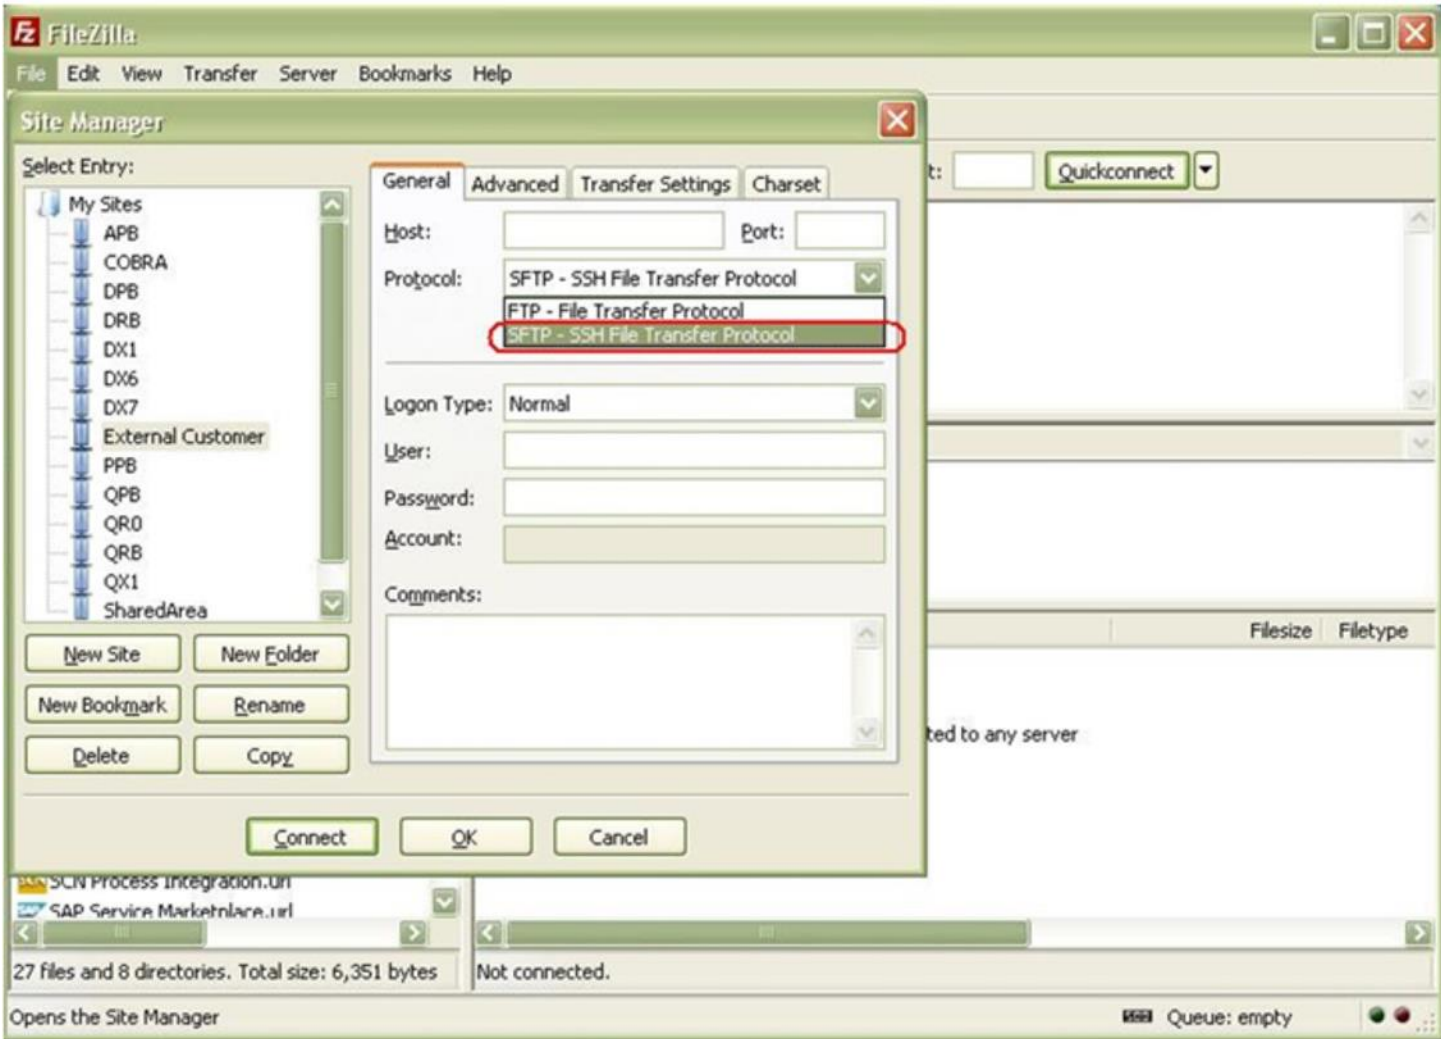 FileZilla
File Edit View Transfer Server Bookmarks Help
Site Manager
Select Entry:
My Sites
APB
COBRA
DPB
DRB
DX1
DX6
DX7
External Customer
PPB
QPB
QR0
QRB
QX1
SharedArea
New Site New Folder
New Bookmark Rename
Delete Copy
General Advanced Transfer Settings Charset
Host: Port:
Protocol: SFTP - SSH File Transfer Protocol
FTP - File Transfer Protocol
SFTP - SSH File Transfer Protocol
Logon Type: Normal
User:
Password:
Account:
Comments:
Connect OK Cancel
t: Quickconnect
Filesize Filetype
ted to any server
SCN Process Integration.url
SAP Service Marketplace.url
27 files and 8 directories. Total size: 6,351 bytes
Not connected.
Opens the Site Manager
Queue: empty